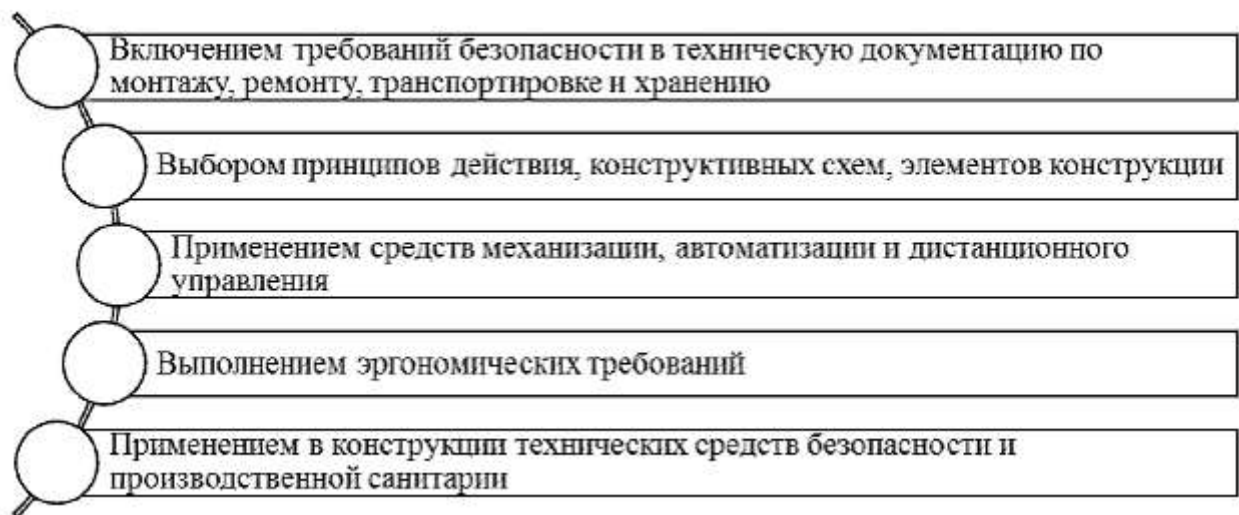 Включением требований безопасности в техническую документацию по
монтажу, ремонту, транспортировке и хранению
Выбором принципов действия, конструктивных схем, элементов конструкции
Применением средств механизации, автоматизации и дистанционного
управления
Выполнением эргономических требований
Применением в конструкции технических средств безопасности и
производственной санитарии